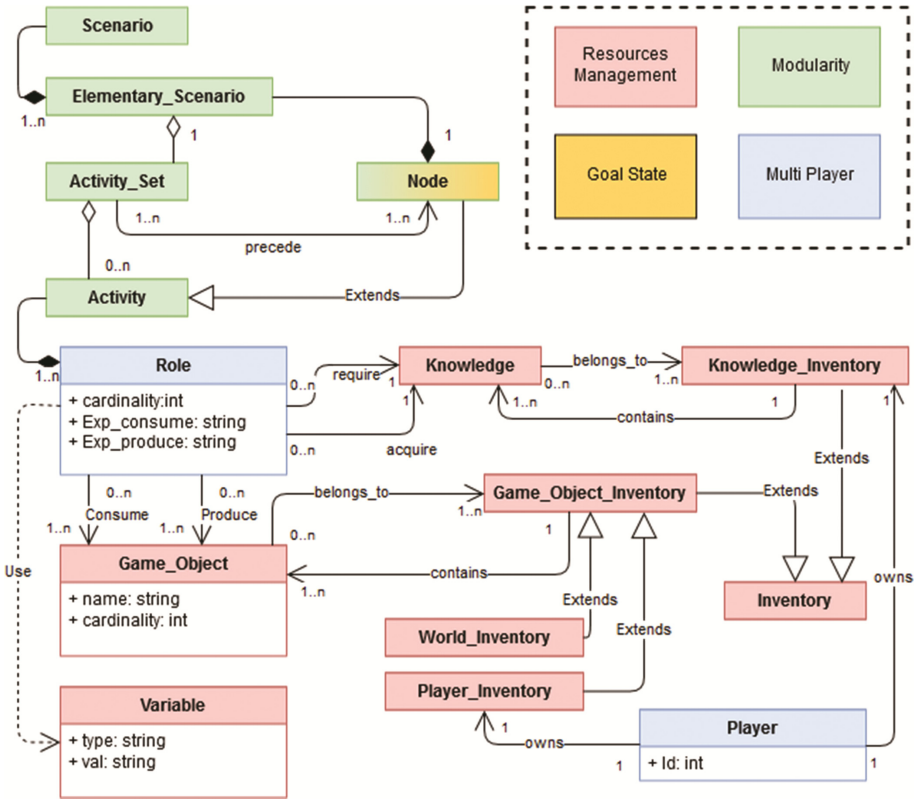 Scenario
Resources
Management
Modularity
1..n
Elementary_Scenario
1
1
Activity_Set
Node
Goal State
Multi Player
1..n
1..n
precede
0..n
Activity
Extends
1..n
Role
+ cardinality:int
+ Exp_consume: string
+ Exp_produce: string
0..n
require
1
Knowledge
0..n
belongs_to
1..n
Knowledge_Inventory
1
1..n
contains
1
1
0..n
acquire
Extends
0..n
Consume
1..n
0..n
Produce
1..n
belongs_to
1..n
0..n
Game_Object_Inventory
Extends
1
contains
1..n
Use
Game_Object
+ name: string
+ cardinality: int
Extends
Extends
Inventory
owns
World_Inventory
Player_Inventory
Variable
+ type: string
+ val: string
1
owns
1
Player
+ Id: int
1